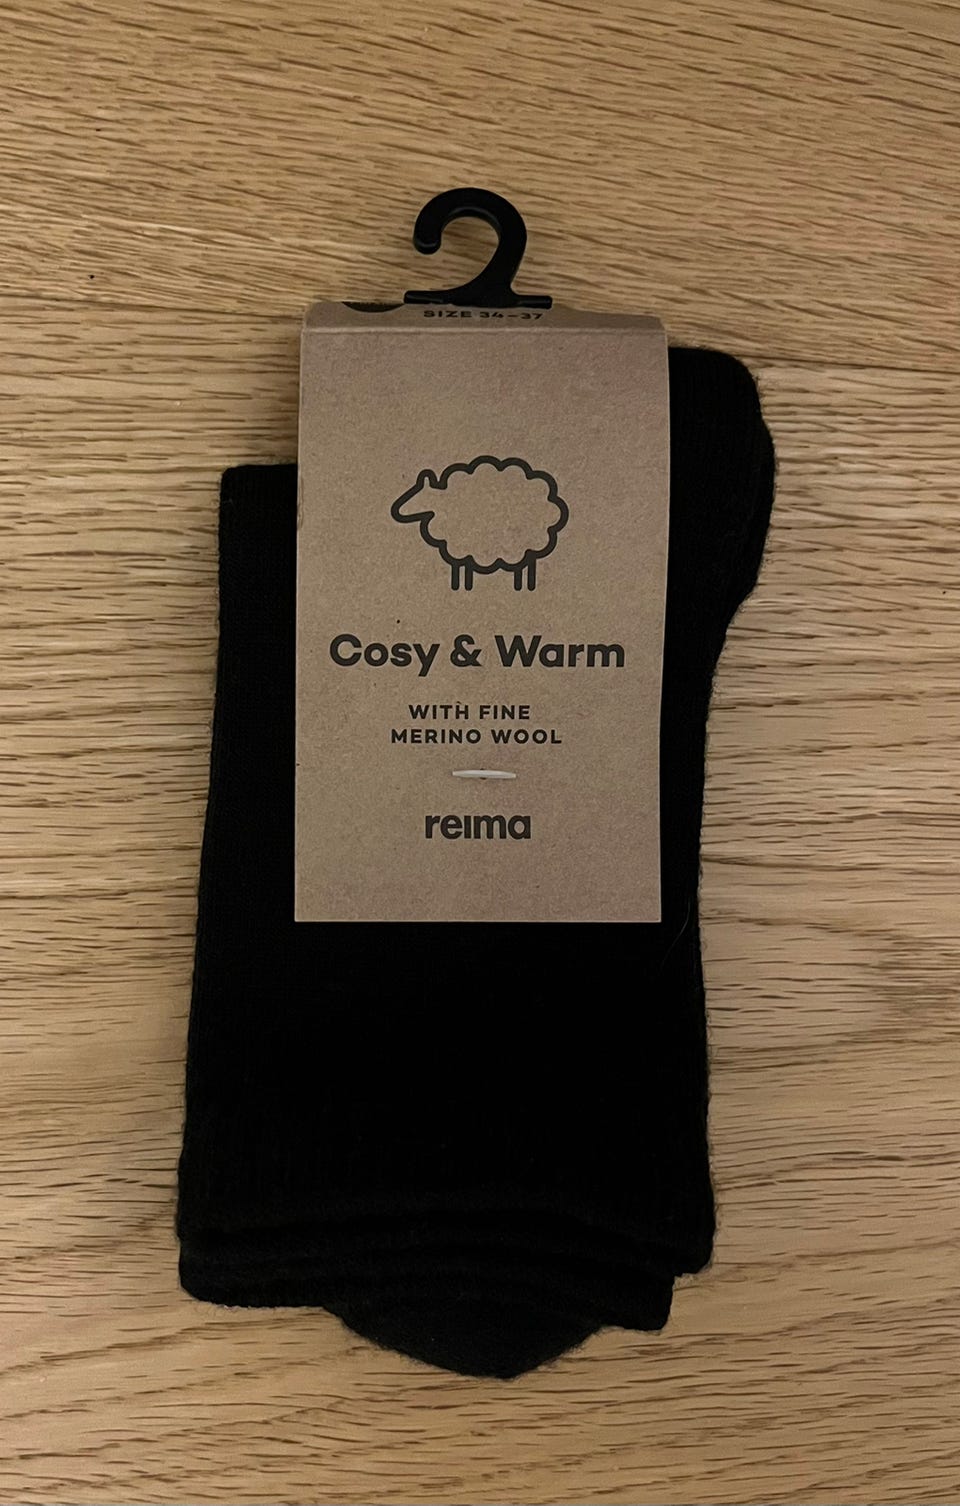 SIZE 34-37
Cosy & Warm
WITH FINE
MERINO WOOL
reima